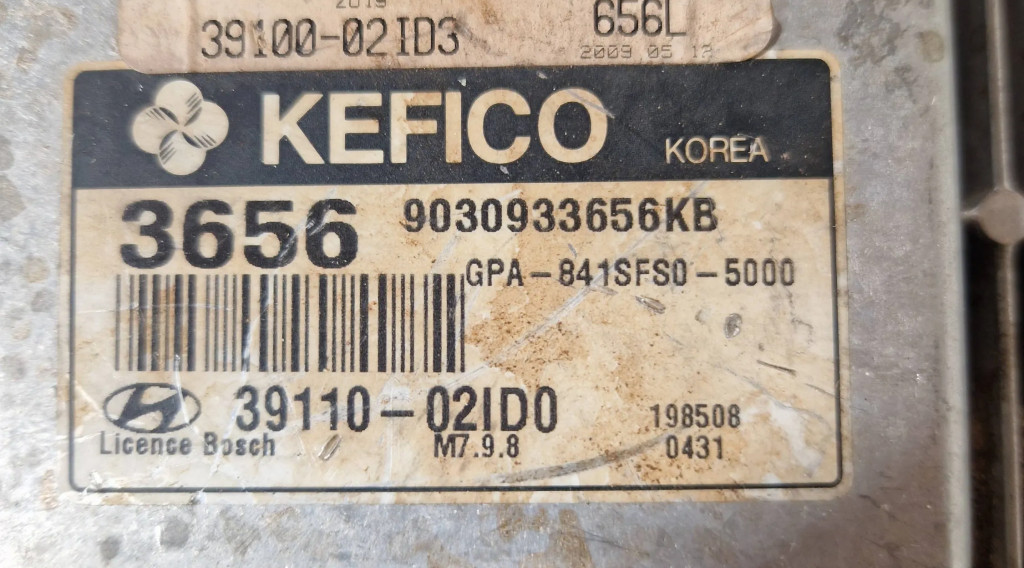 2019
39100-02ID3 656L
2009 05 13
KEFICO KOREA
3656 9030933656KB
GPA-841SFS0-5000
39110-02ID0 198508
Licence Bosch M7.9.8 0431